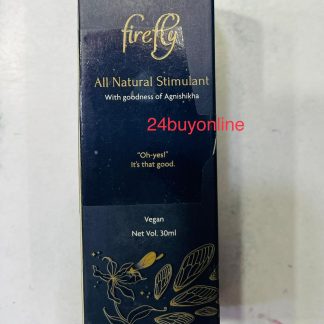 firefly
All Natural Stimulant
With goodness of Agnishikha
24buyonline
"Oh-yes!"
It's that good.
Vegan
Net Vol. 30ml